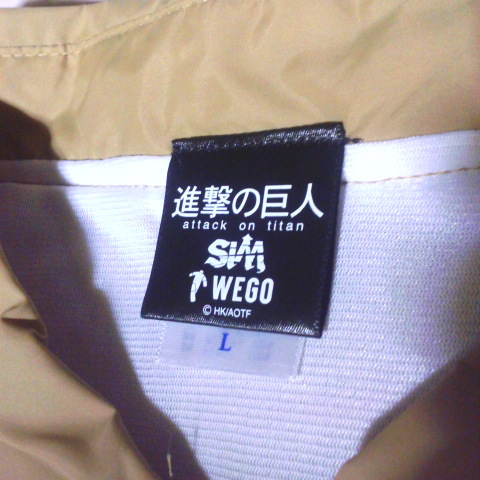 進撃の巨人
attack on titan
SiM
WEGO
© HK/AOTF
L